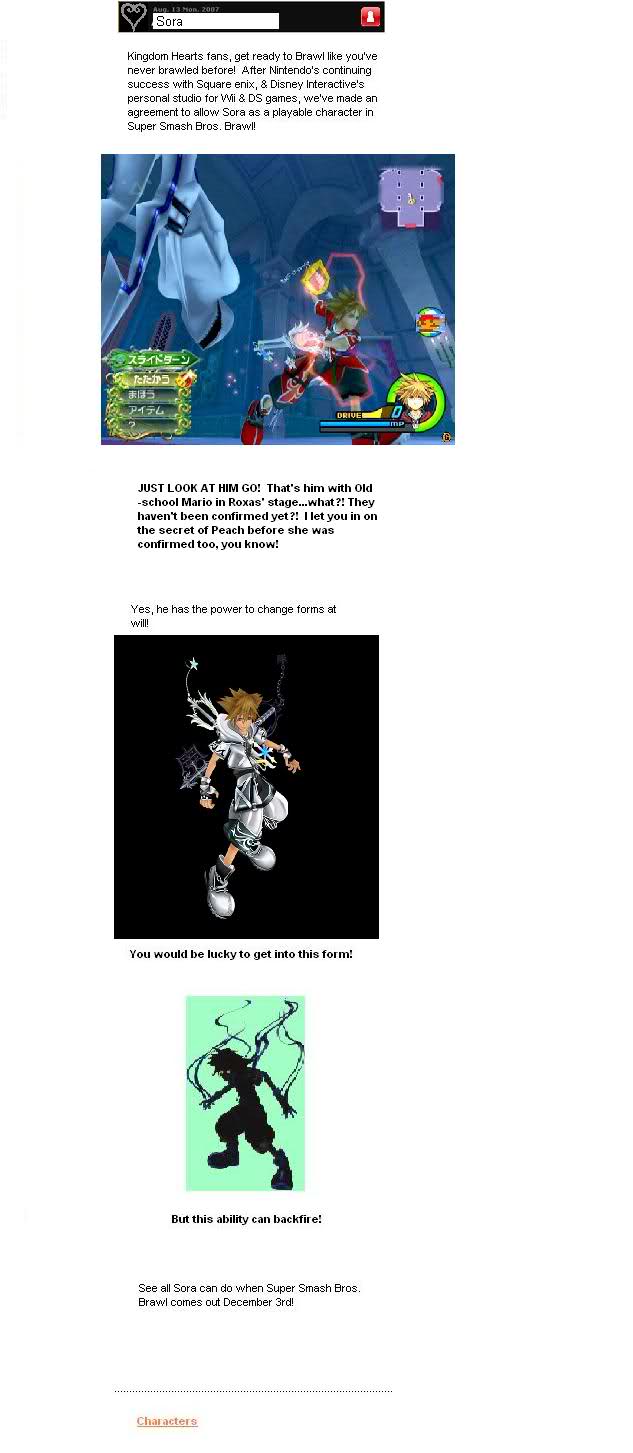 Aug. 13 Mon. 2007
Sora
Kingdom Hearts fans, get ready to Brawl like you've
never brawled before!  After Nintendo's continuing
success with Square enix, & Disney Interactive's
personal studio for Wii & DS games, we've made an
agreement to allow Sora as a playable character in
Super Smash Bros. Brawl!
スライドターン
たたかう
まほう
アイテム
?
DRIVE
0
MP
JUST LOOK AT HIM GO!  That's him with Old
-school Mario in Roxas' stage...what?! They
haven't been confirmed yet?!  I let you in on
the secret of Peach before she was
confirmed too, you know!
Yes, he has the power to change forms at
will!
You would be lucky to get into this form!
But this ability can backfire!
See all Sora can do when Super Smash Bros.
Brawl comes out December 3rd!
Characters